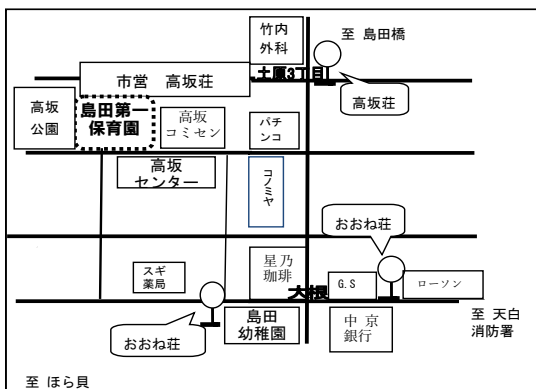 竹内
外科
至 島田橋
土原3丁目
市営 高坂荘
高坂荘
高坂
公園
島田第一
保育園
高坂
コミセン
パチ
ンコ
高坂
センター
コノミヤ
おおね荘
星乃
珈琲
スギ
薬局
大根
G.S
ローソン
おおね荘
島田
幼稚園
中京
銀行
至 天白
消防署
至 ほら貝